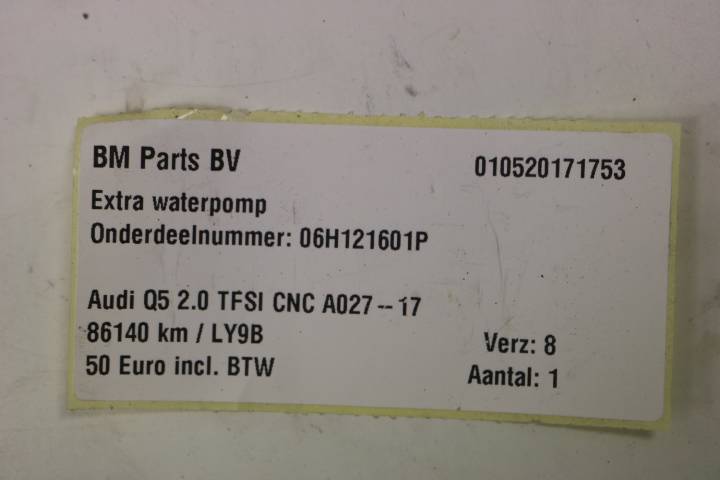 BM Parts BV 010520171753
Extra waterpomp
Onderdeelnummer: 06H121601P
Audi Q5 2.0 TFSI CNC A027 -- 17
86140 km / LY9B Verz: 8
50 Euro incl. BTW Aantal: 1